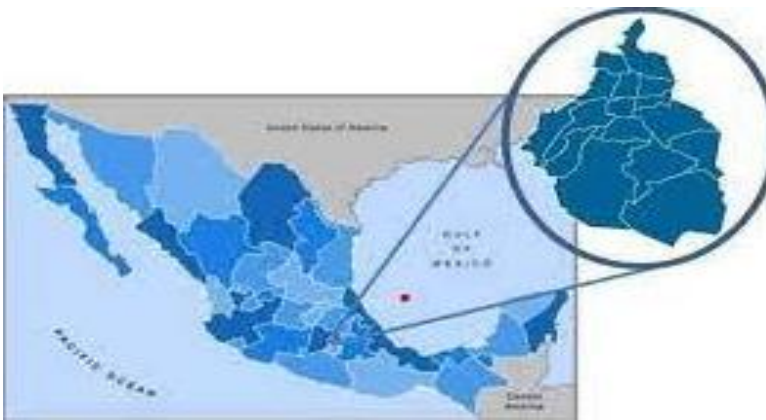 United States of America
GULF
OF
MEXICO
PACIFIC OCEAN
Central
America